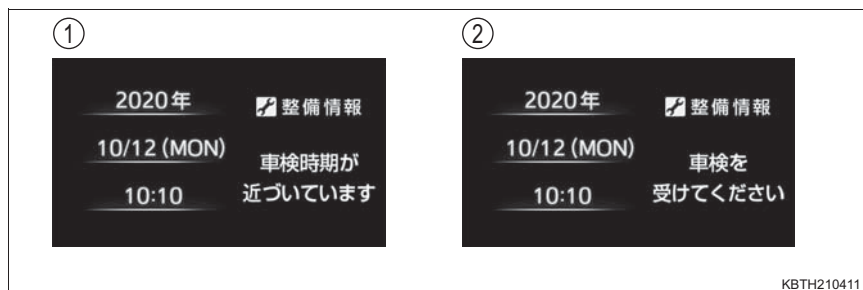 ①
2020年
整備情報
10/12(MON)
車検時期が
10:10
近づいています
②
2020年
整備情報
10/12(MON)
車検を
10:10
受けてください
KBTH210411